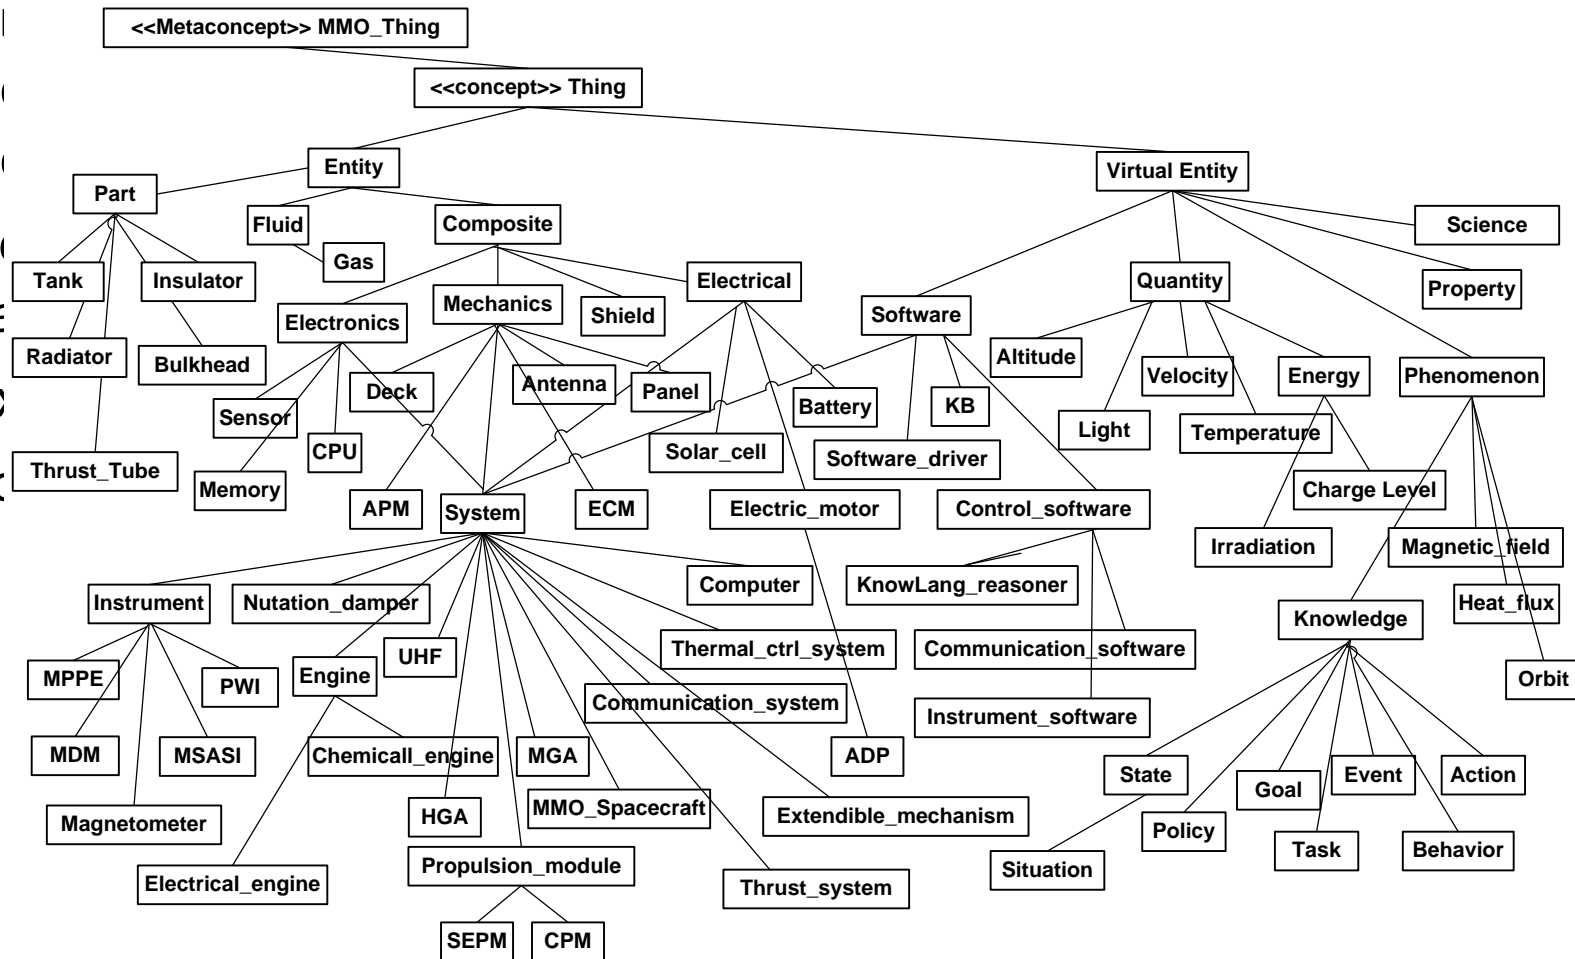 <<Metaconcept>> MMO_Thing
<<concept>> Thing
Entity
Virtual Entity
Part
Fluid
Composite
Science
Gas
Tank
Insulator
Electrical
Quantity
Property
Mechanics
Electronics
Shield
Software
Radiator
Bulkhead
Altitude
Velocity
Energy
Phenomenon
Deck
Antenna
Panel
Battery
KB
Sensor
Light
Temperature
CPU
Solar_cell
Software_driver
Thrust_Tube
Memory
Charge Level
APM
System
ECM
Electric_motor
Control_software
Irradiation
Magnetic_field
Computer
KnowLang_reasoner
Instrument
Nutation_damper
Heat_flux
Knowledge
Thermal_ctrl_system
Communication_software
UHF
MPPE
PWI
Engine
Orbit
Communication_system
Instrument_software
MDM
MSASI
Chemicall_engine
MGA
ADP
State
Event
Action
Goal
MMO_Spacecraft
HGA
Extendible_mechanism
Magnetometer
Policy
Task
Behavior
Propulsion_module
Situation
Electrical_engine
Thrust_system
SEPM
CPM